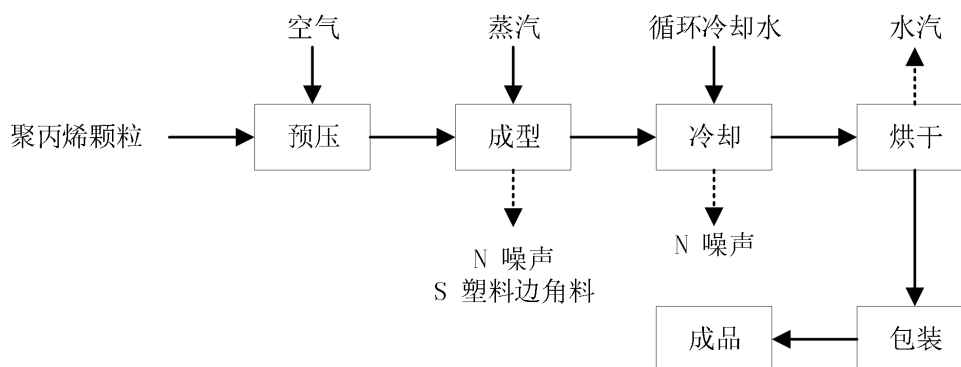 空气
蒸汽
循环冷却水
水汽
聚丙烯颗粒
预压
成型
冷却
烘干
N 噪声
S 塑料边角料
N 噪声
成品
包装